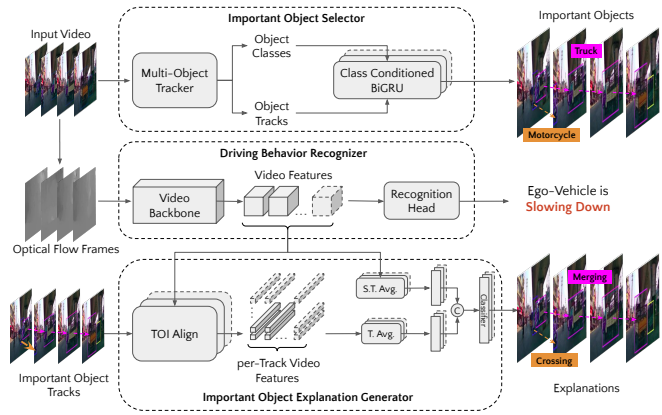 Important Object Selector
Input Video
Important Objects
Object
Classes
Multi-Object
Tracker
Class Conditioned
BiGRU
Object
Tracks
Truck
Motorcycle
Driving Behavior Recognizer
Video Features
Video
Backbone
...
Recognition
Head
Ego-Vehicle is
Slowing Down
Optical Flow Frames
S.T. Avg.
TOI Align
T. Avg.
C
Classifier
Merging
Crossing
per-Track Video
Features
Important Object
Tracks
Important Object Explanation Generator
Explanations